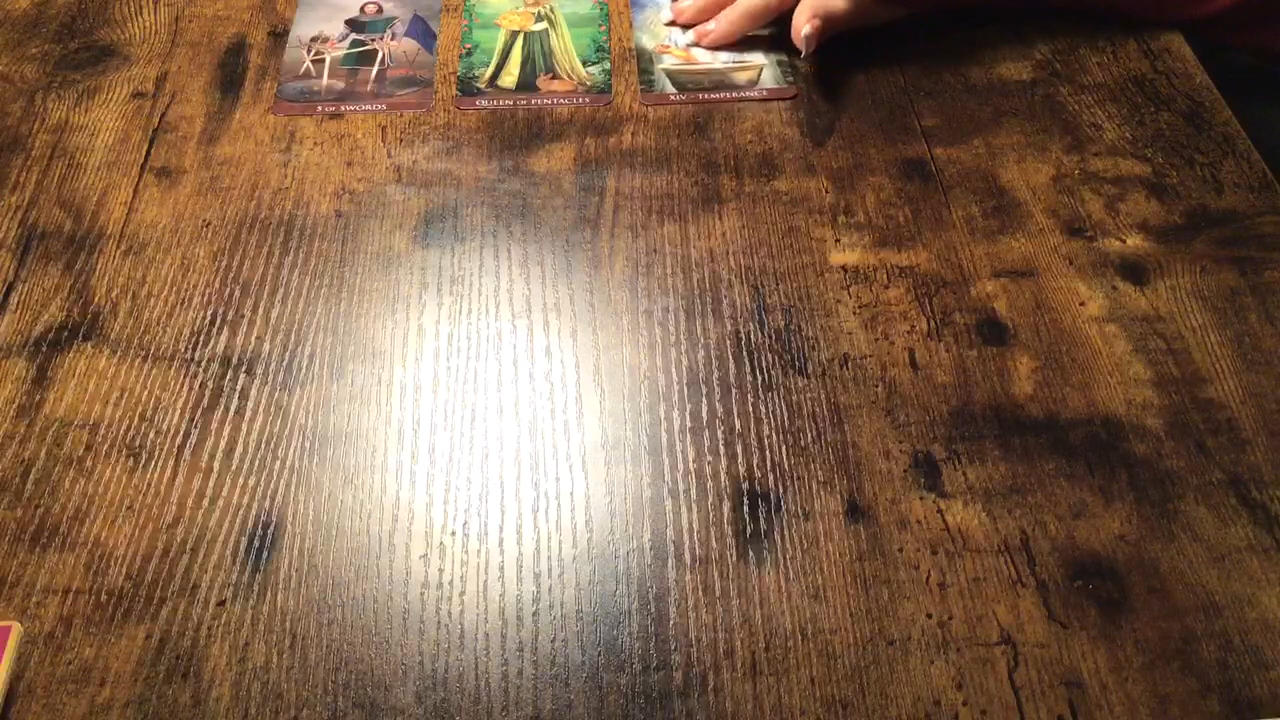 5 OF SWORDS
QUEEN OF PENTACLES
XIV - TEMPERANCE